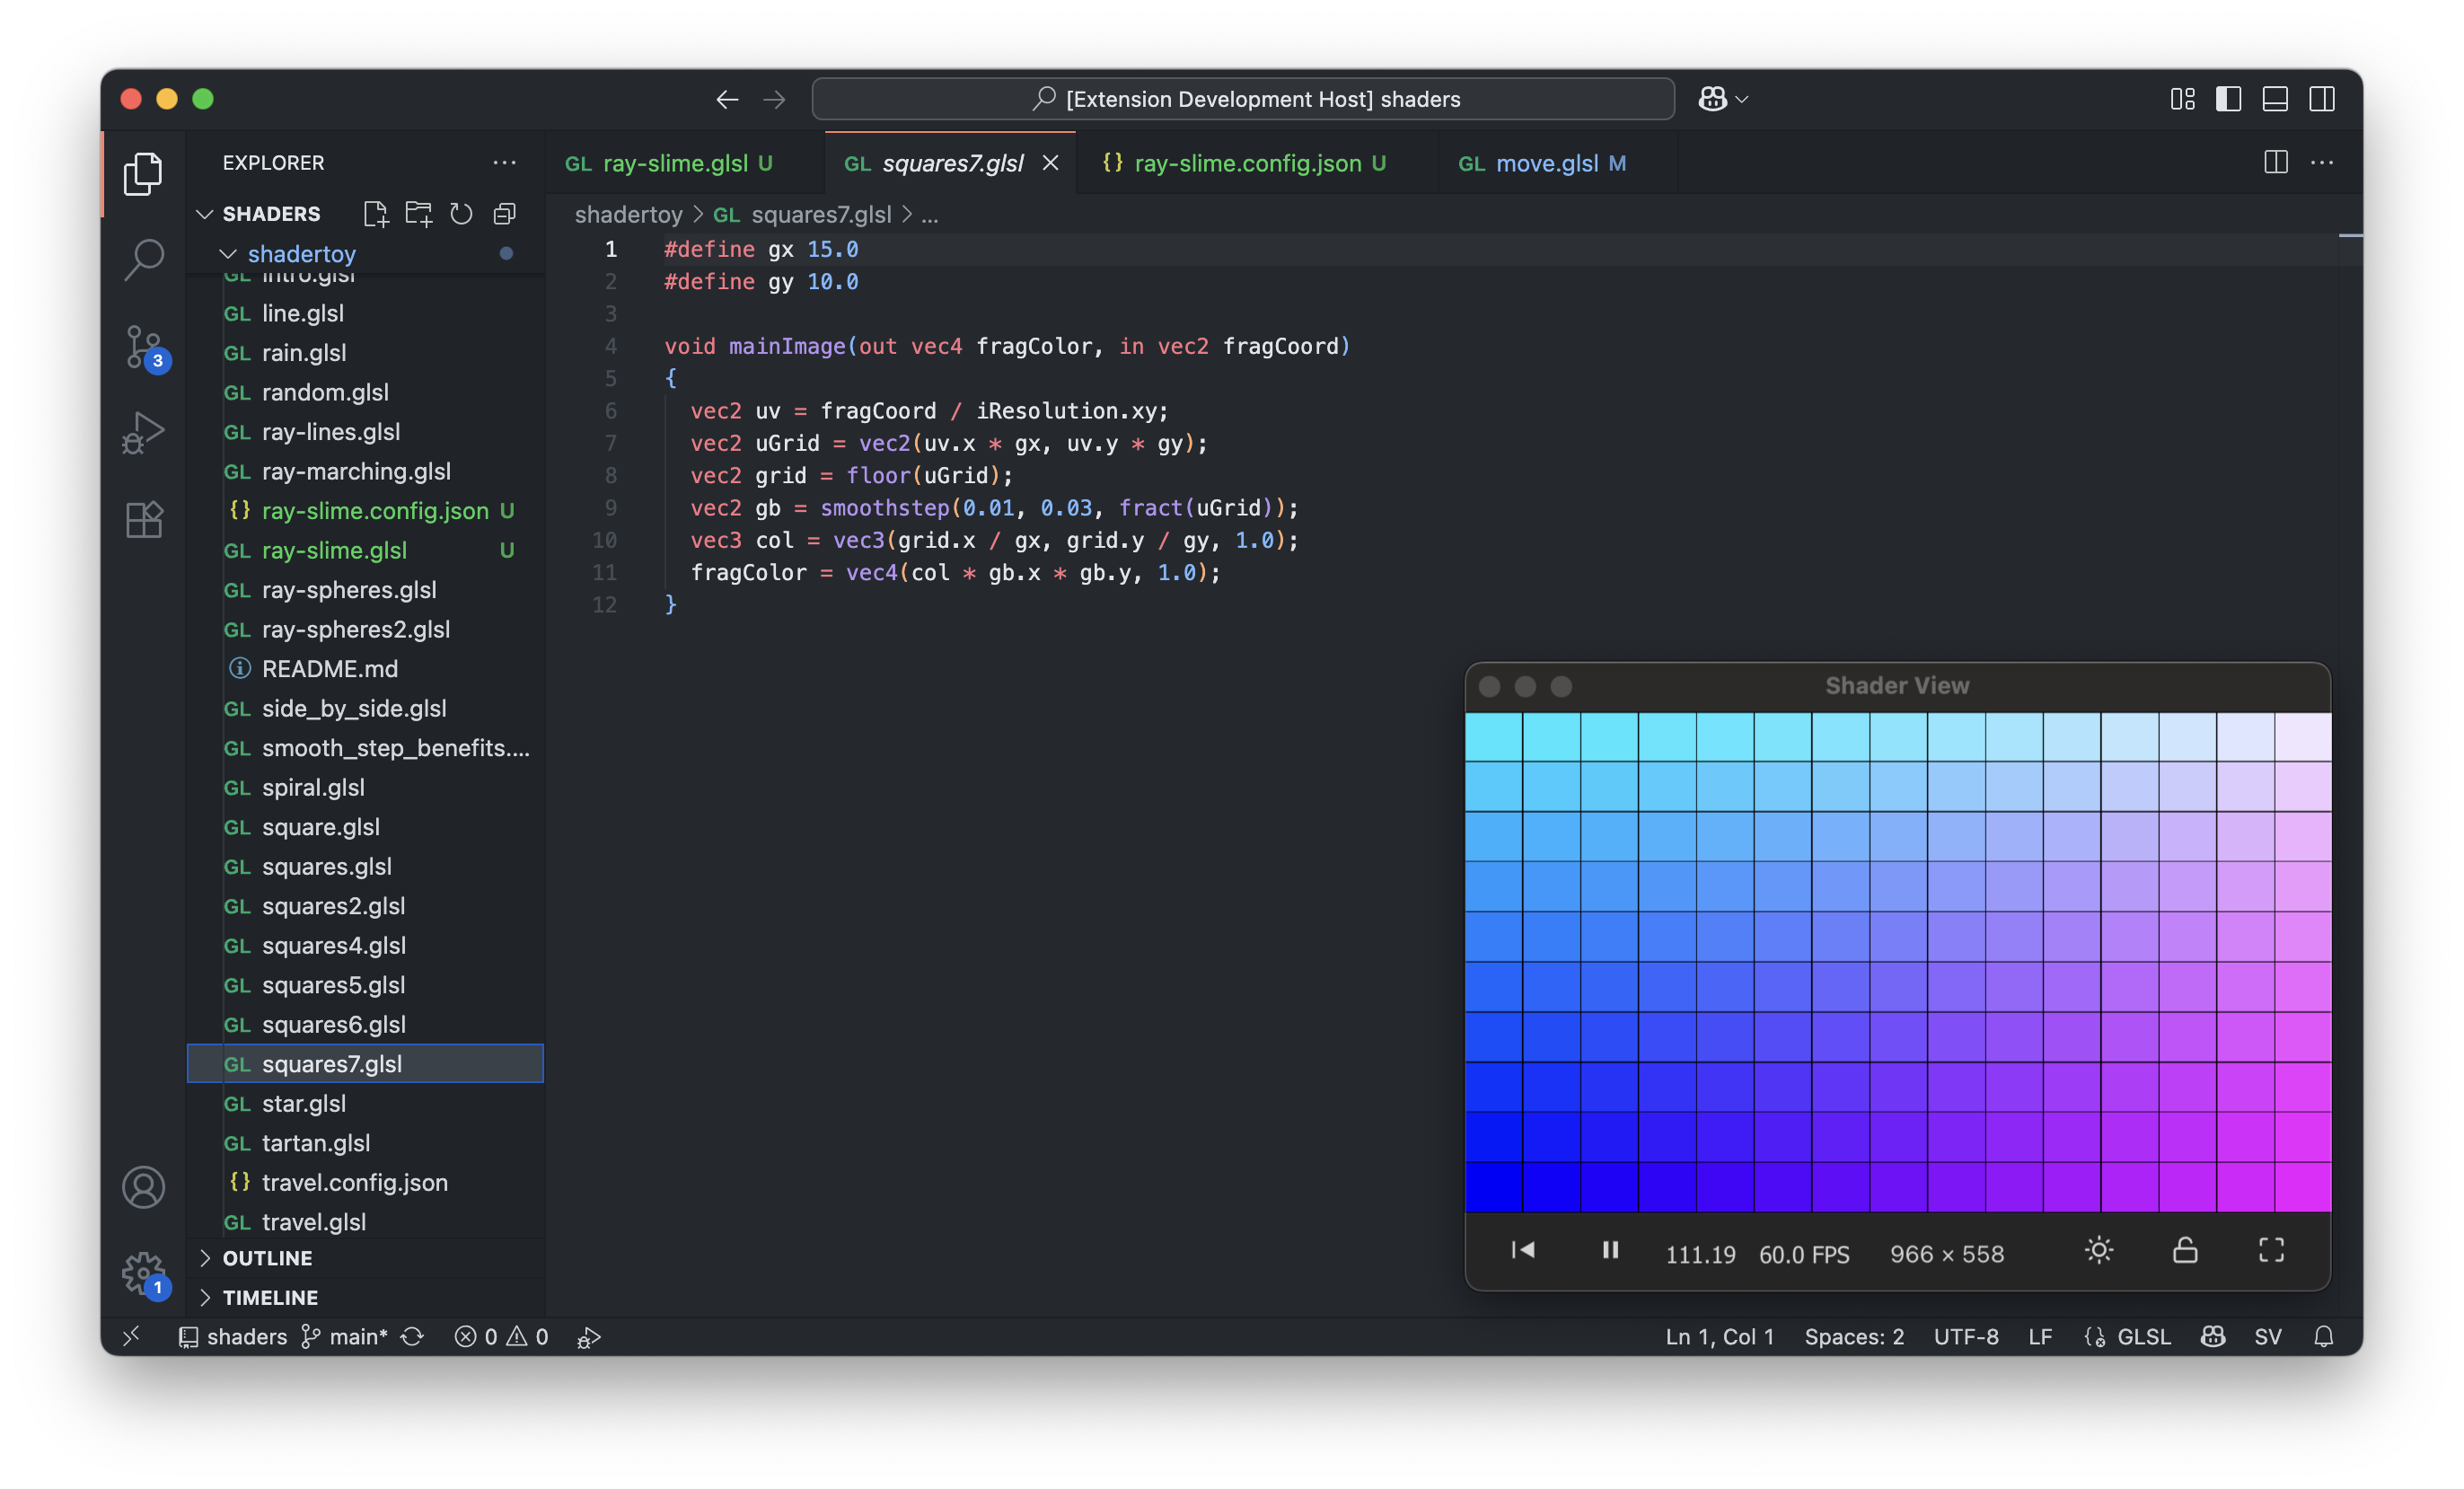 [Extension Development Host] shaders
EXPLORER
SHADERS
shadertoy
GL intro.glsl
GL line.glsl
GL rain.glsl
GL random.glsl
GL ray-lines.glsl
GL ray-marching.glsl
{} ray-slime.config.json U
GL ray-slime.glsl U
GL ray-spheres.glsl
GL ray-spheres2.glsl
README.md
GL side_by_side.glsl
GL smooth_step_benefits....
GL spiral.glsl
GL square.glsl
GL squares.glsl
GL squares2.glsl
GL squares4.glsl
GL squares5.glsl
GL squares6.glsl
GL squares7.glsl
GL star.glsl
GL tartan.glsl
{} travel.config.json
GL travel.glsl
OUTLINE
TIMELINE
3
1
GL ray-slime.glsl U
GL squares7.glsl
{} ray-slime.config.json U
GL move.glsl M
shadertoy > GL squares7.glsl > ...
1 #define gx 15.0
2 #define gy 10.0
3
4 void mainImage(out vec4 fragColor, in vec2 fragCoord)
5 {
6 vec2 uv = fragCoord / iResolution.xy;
7 vec2 uGrid = vec2(uv.x * gx, uv.y * gy);
8 vec2 grid = floor(uGrid);
9 vec2 gb = smoothstep(0.01, 0.03, fract(uGrid));
10 vec3 col = vec3(grid.x / gx, grid.y / gy, 1.0);
11 fragColor = vec4(col * gb.x * gb.y, 1.0);
12 }
Shader View
111.19 60.0 FPS 966 × 558
shaders main* 0 0
Ln 1, Col 1 Spaces: 2 UTF-8 LF GLSL SV